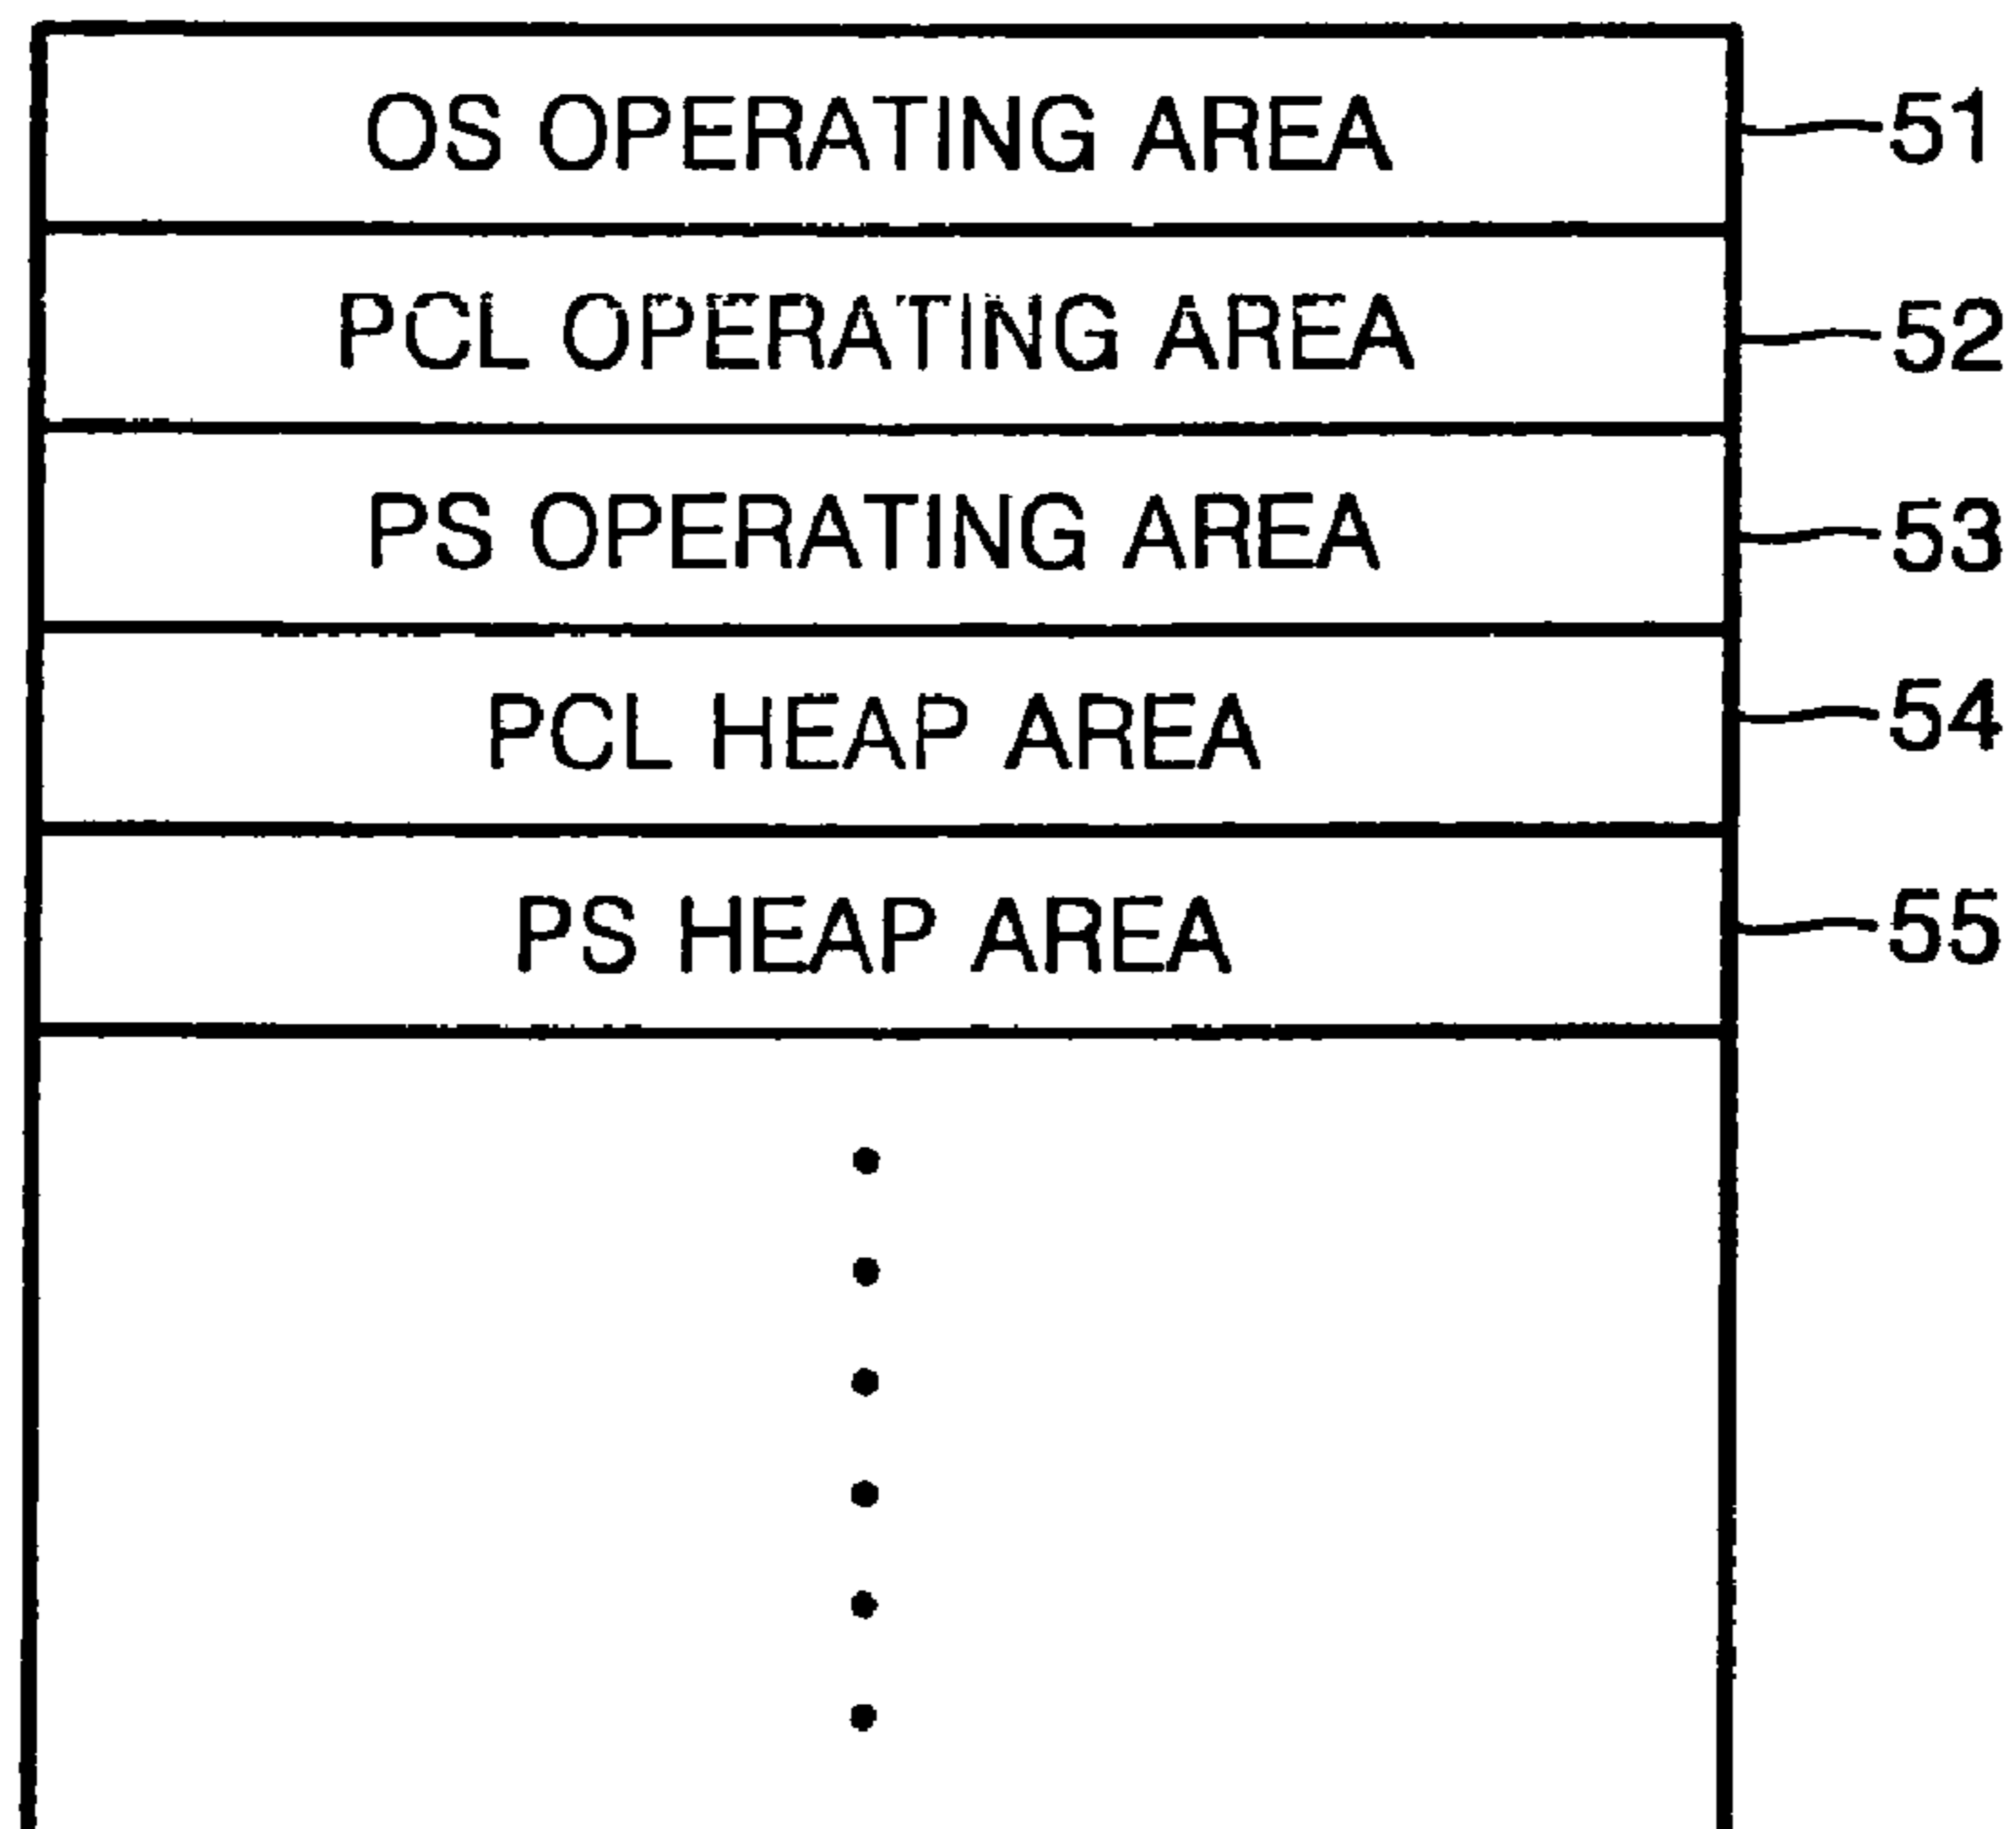 OS OPERATING AREA 51
PCL OPERATING AREA 52
PS OPERATING AREA 53
PCL HEAP AREA 54
PS HEAP AREA 55